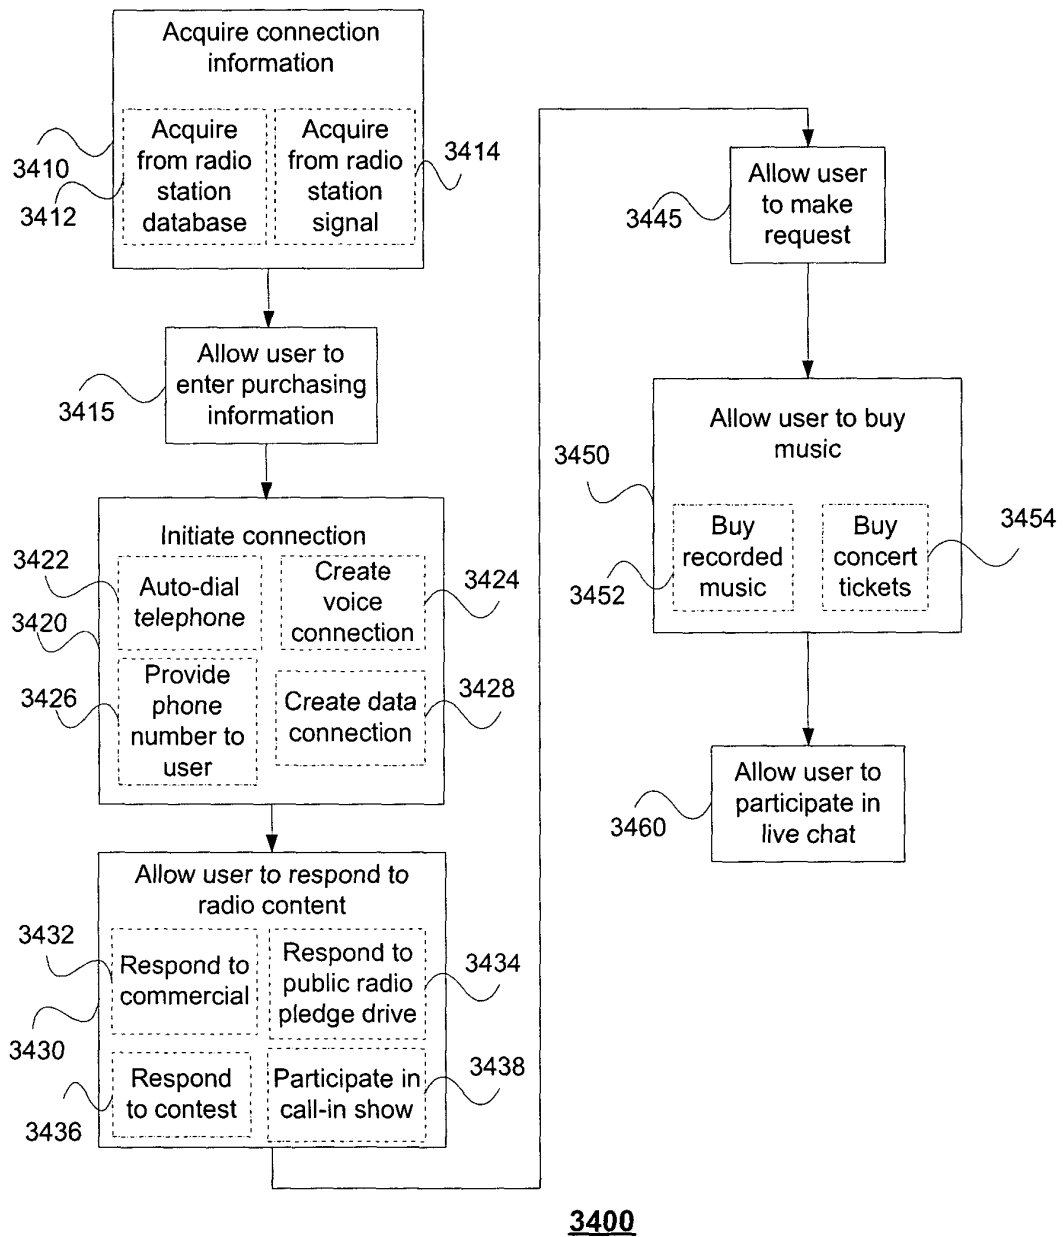 Acquire connection
information
Acquire
from radio
station
database
Acquire
from radio
station
signal
3410
3412
3414
Allow user to
enter purchasing
information
3415
Initiate connection
Auto-dial
telephone
Create
voice
connection
Provide
phone
number to
user
Create data
connection
3422
3420
3426
3424
3428
Allow user to respond to
radio content
Respond to
commercial
Respond to
public radio
pledge drive
Respond
to contest
Participate in
call-in show
3432
3430
3436
3434
3438
Allow user
to make
request
3445
Allow user to buy
music
Buy
recorded
music
Buy
concert
tickets
3450
3452
3454
Allow user to
participate in
live chat
3460
3400